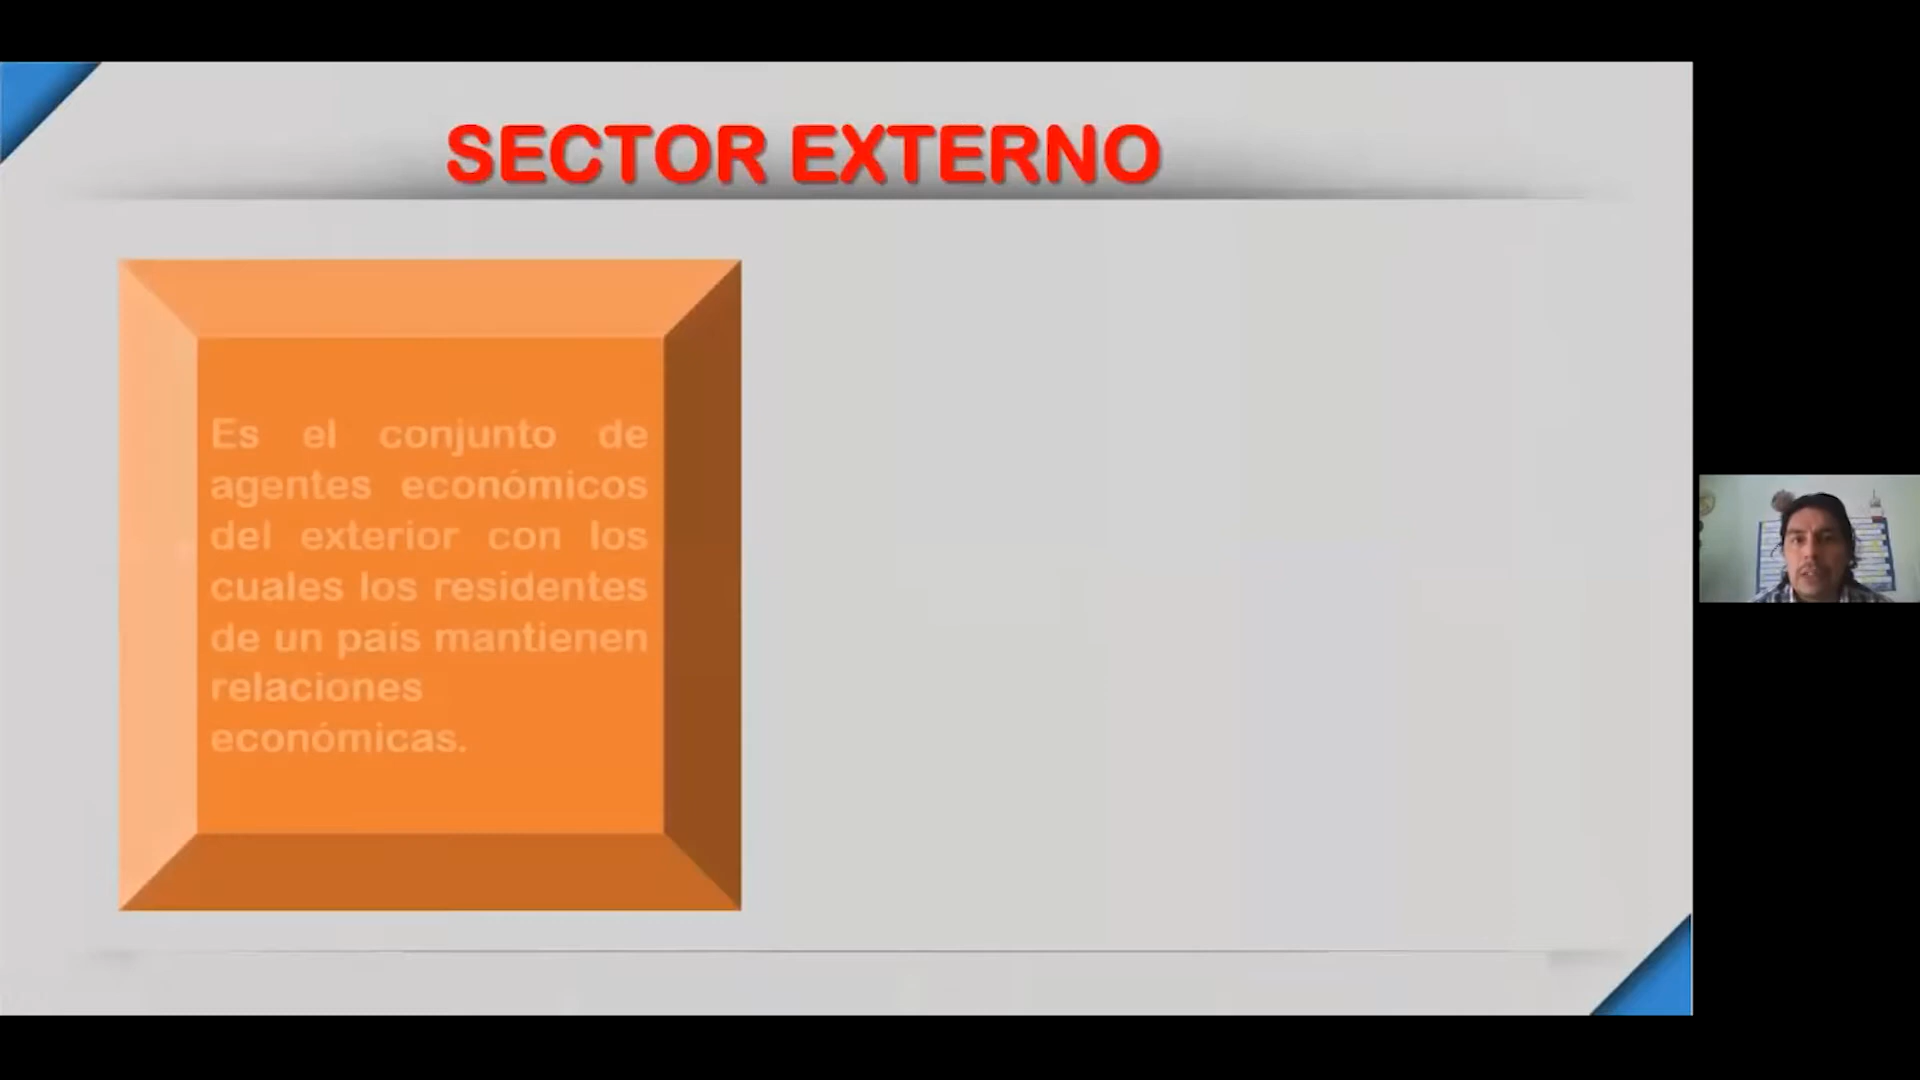 SECTOR EXTERNO
Es el conjunto de
agentes económicos
del exterior con los
cuales los residentes
de un país mantienen
relaciones
económicas.